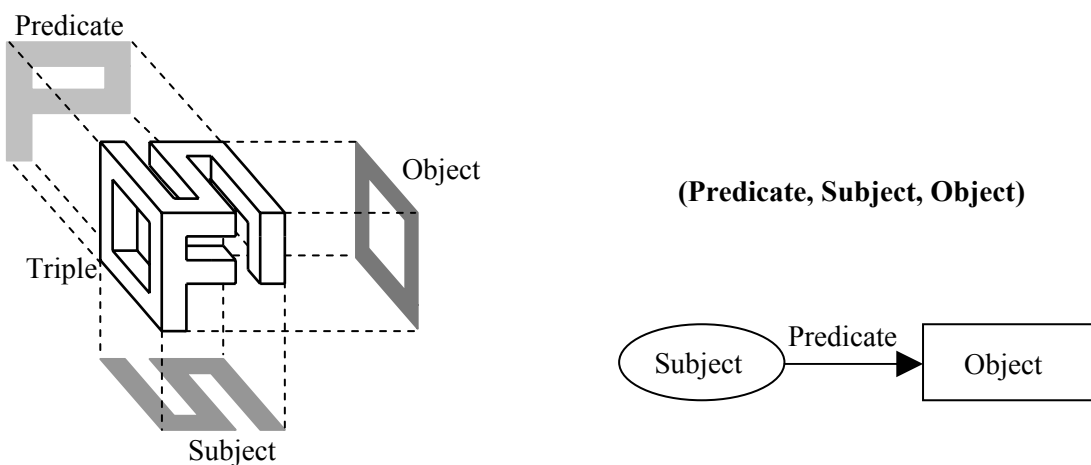 Predicate
Object
Triple
Subject
(Predicate, Subject, Object)
Predicate
Subject
Object